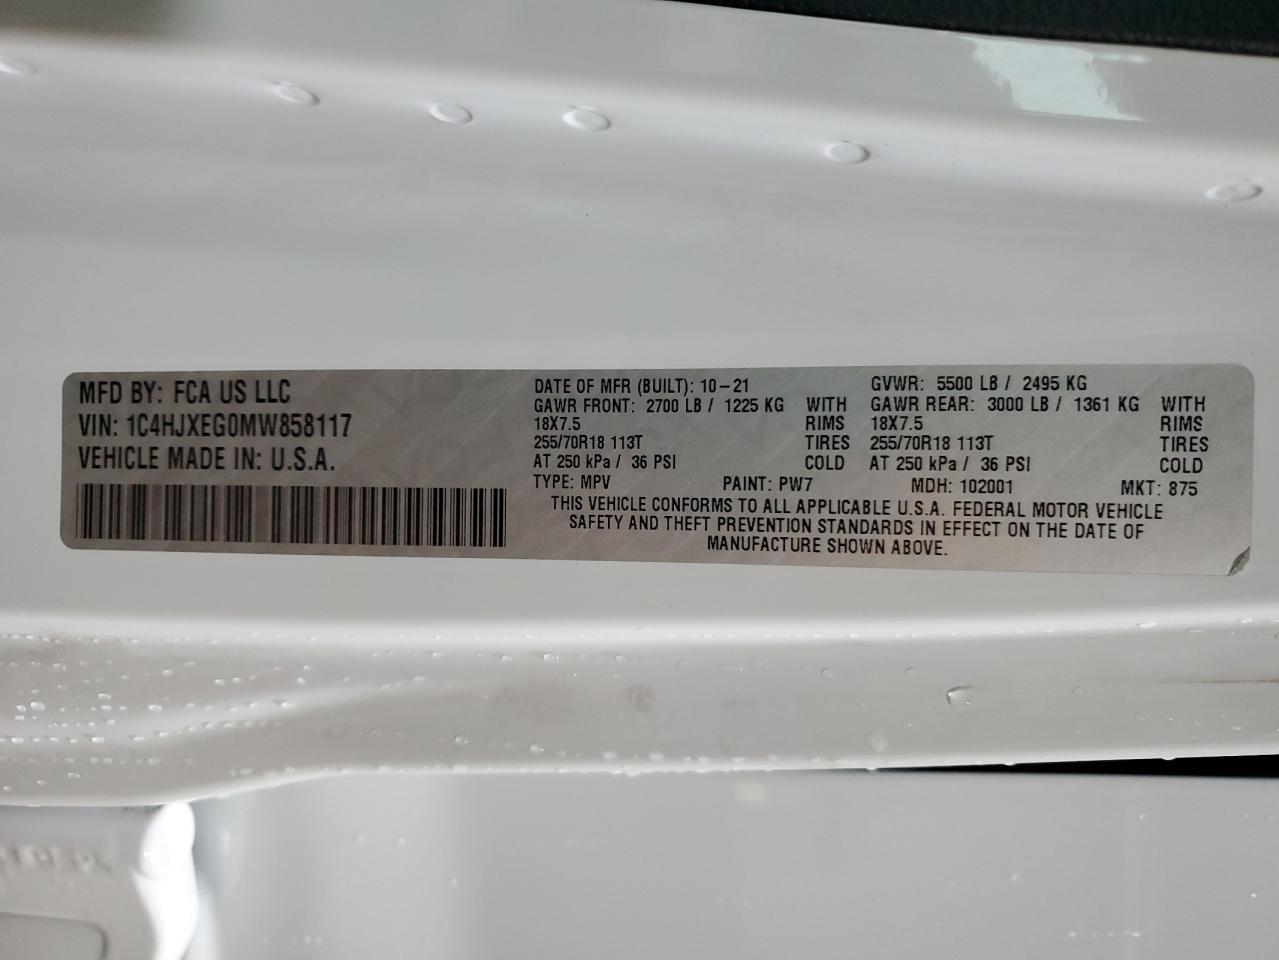 MFD BY: FCA US LLC
VIN: 1C4HJXEG0MW858117
VEHICLE MADE IN: U.S.A.
DATE OF MFR (BUILT): 10-21
GAWR FRONT: 2700 LB / 1225 KG WITH
18X7.5 RIMS
255/70R18 113T TIRES
AT 250 kPa / 36 PSI COLD
GVWR: 5500 LB / 2495 KG
GAWR REAR: 3000 LB / 1361 KG WITH
18X7.5 RIMS
255/70R18 113T TIRES
AT 250 kPa / 36 PSI COLD
TYPE: MPV PAINT: PW7 MDH: 102001 MKT: 875
THIS VEHICLE CONFORMS TO ALL APPLICABLE U.S.A. FEDERAL MOTOR VEHICLE
SAFETY AND THEFT PREVENTION STANDARDS IN EFFECT ON THE DATE OF
MANUFACTURE SHOWN ABOVE.